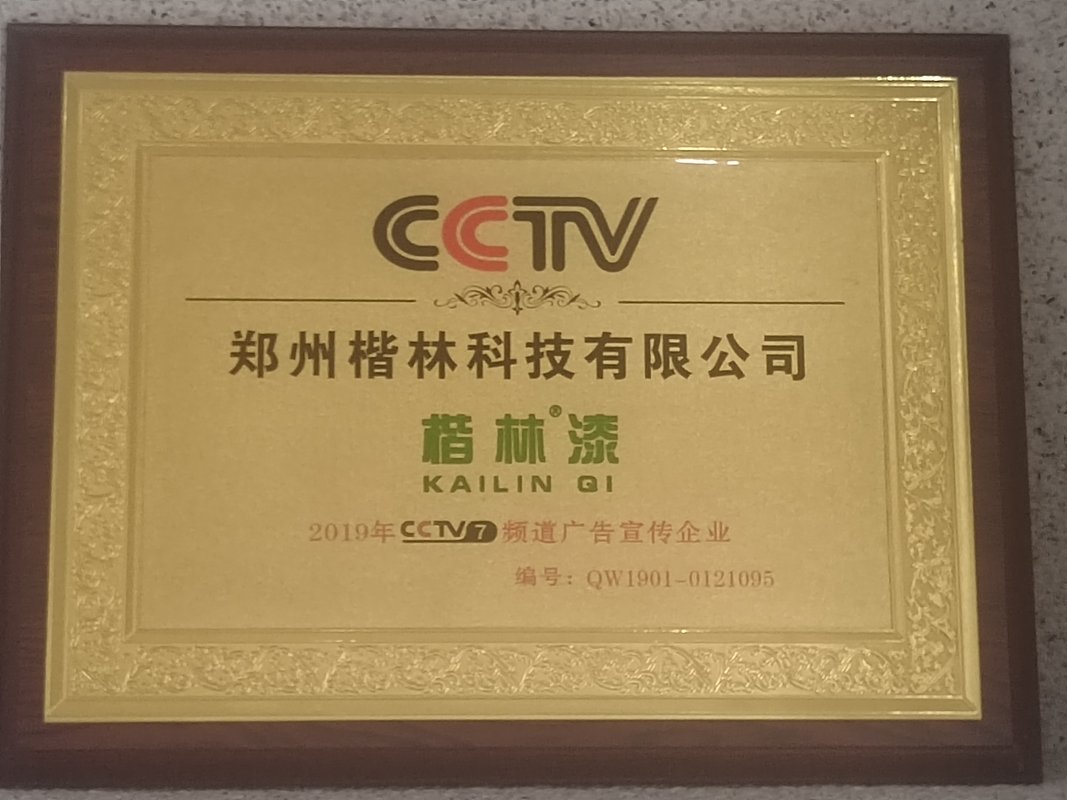 CCTV
郑州楷林科技有限公司
楷林®漆
KAILIN QI
2019年CCTV7频道广告宣传企业
编号：QW1901-0121095